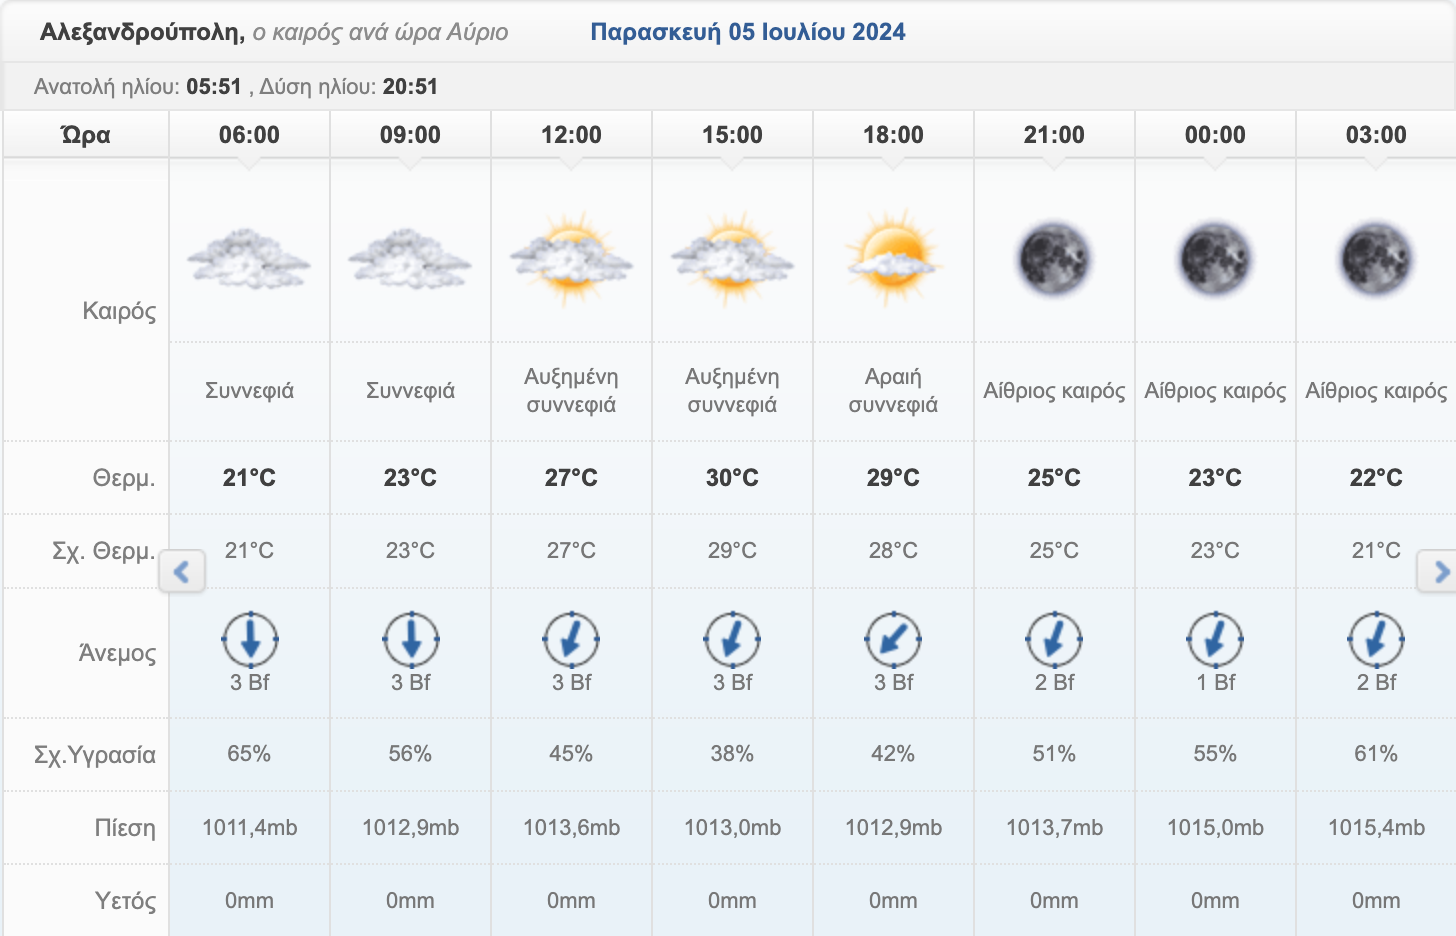 Αλεξανδρούπολη, ο καιρός ανά ώρα Αύριο Παρασκευή 05 Ιουλίου 2024
Ανατολή ηλίου: 05:51 , Δύση ηλίου: 20:51
Ώρα 06:00 09:00 12:00 15:00 18:00 21:00 00:00 03:00
Καιρός
Συννεφιά Συννεφιά Αυξημένη συννεφιά Αυξημένη συννεφιά Αραιή συννεφιά Αίθριος καιρός Αίθριος καιρός Αίθριος καιρός
Θερμ. 21°C 23°C 27°C 30°C 29°C 25°C 23°C 22°C
Σχ. Θερμ. 21°C 23°C 27°C 29°C 28°C 25°C 23°C 21°C
Άνεμος 3 Bf 3 Bf 3 Bf 3 Bf 3 Bf 2 Bf 1 Bf 2 Bf
Σχ.Υγρασία 65% 56% 45% 38% 42% 51% 55% 61%
Πίεση 1011,4mb 1012,9mb 1013,6mb 1013,0mb 1012,9mb 1013,7mb 1015,0mb 1015,4mb
Υετός 0mm 0mm 0mm 0mm 0mm 0mm 0mm 0mm